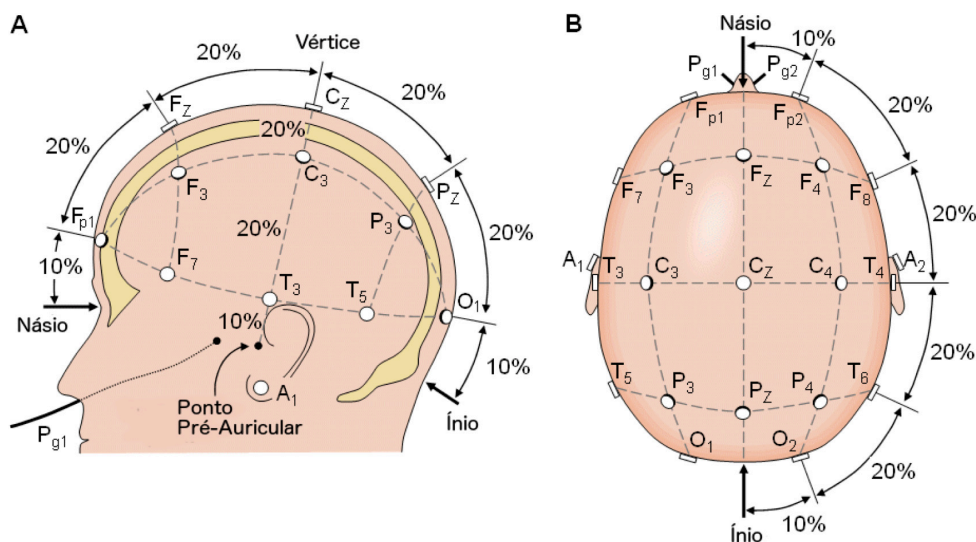 A
Vértice
20%
20%
FZ
CZ
20%
20%
20%
F3
C3
PZ
Fp1
P3
20%
20%
10%
F7
T3
T5
O1
Násio
10%
10%
A1
Ponto
Pré-Auricular
Ínio
Pg1
B
Násio
10%
Pg1
Pg2
Fp1
Fp2
20%
F7
F3
FZ
F4
F8
20%
A1
T3
C3
CZ
C4
T4
A2
20%
T5
P3
PZ
P4
T6
O1
O2
20%
Ínio
10%